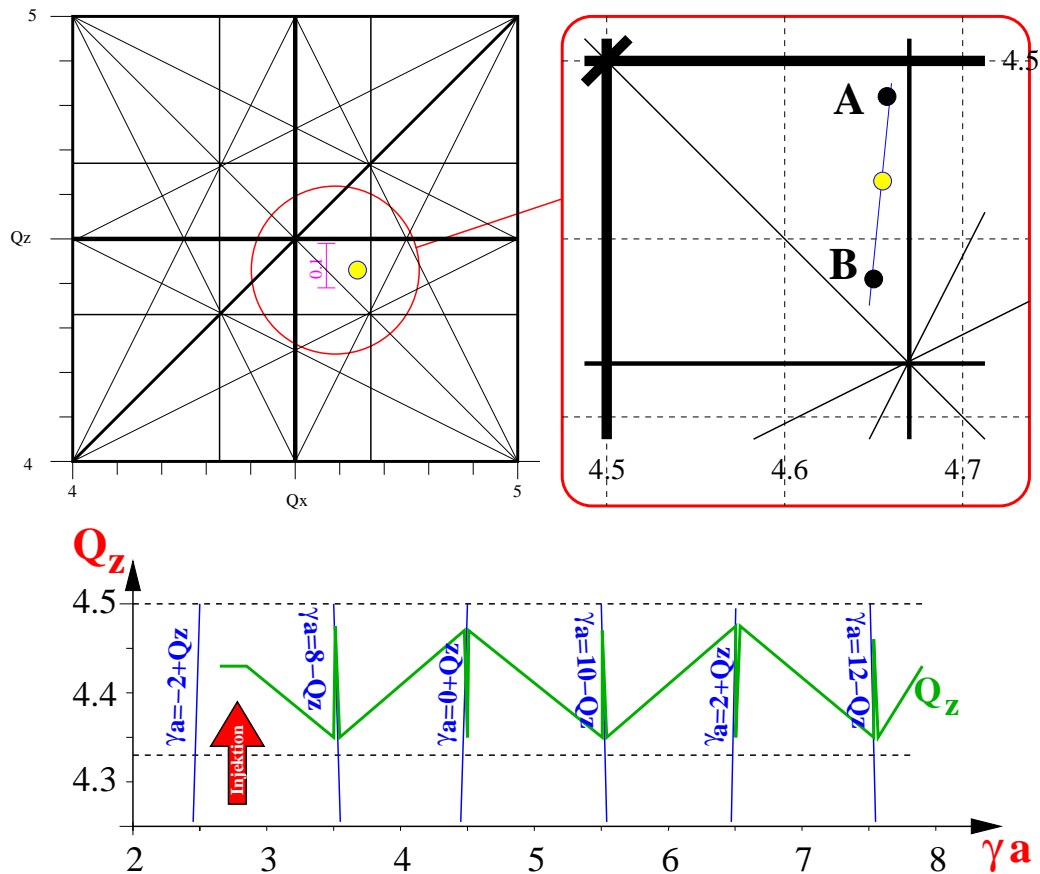 5
Qz
0.1
4
4
Qx
5
A
B
4.5
4.5
4.6
4.7
Qz
4.5
4.4
4.3
γa=−2+Qz
γa=8−Qz
γa=0+Qz
γa=10−Qz
γa=2+Qz
γa=12−Qz
Qz
Injektion
2
3
4
5
6
7
8
γa